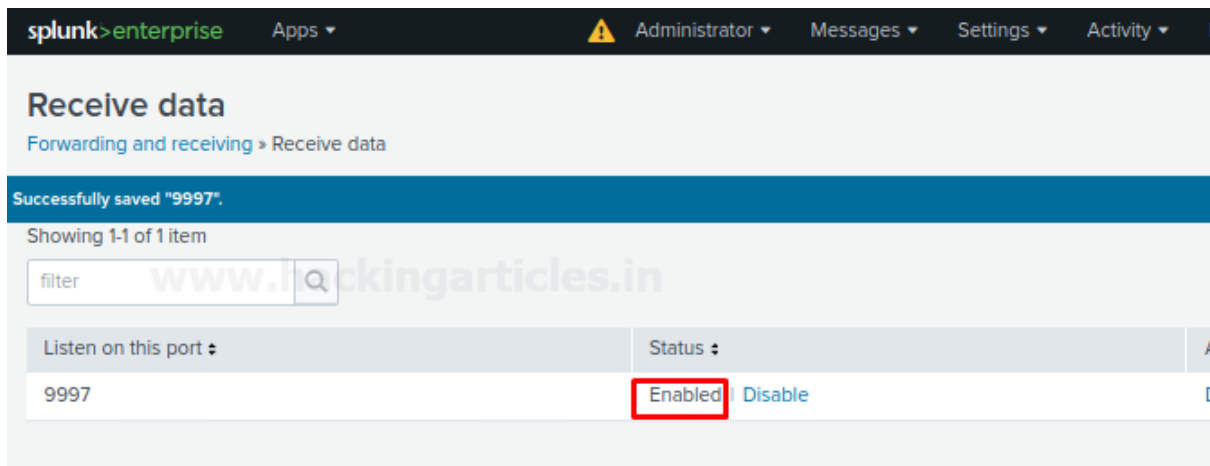 splunk>enterprise Apps Administrator Messages Settings Activity
Receive data
Forwarding and receiving » Receive data
Successfully saved "9997".
Showing 1-1 of 1 item
filter
www.hackingarticles.in
Listen on this port Status
9997 Enabled | Disable